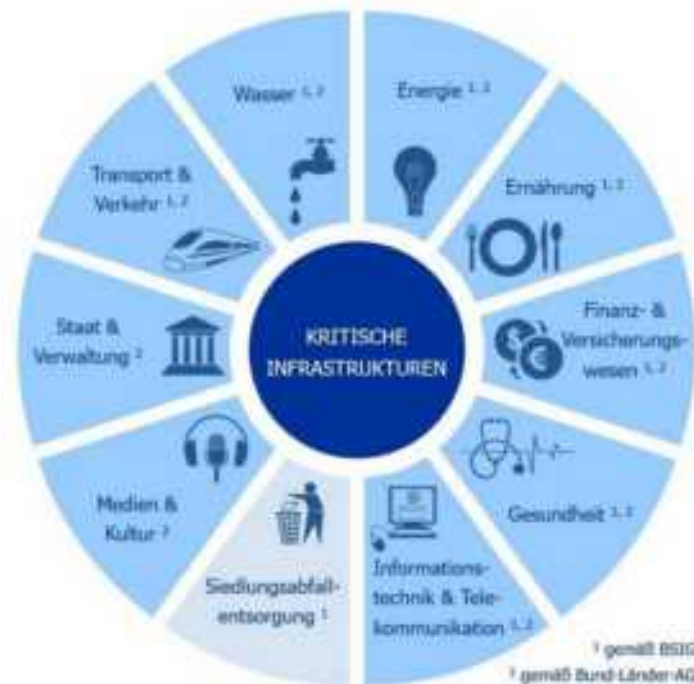 Wasser ¹, ²
Energie ¹, ²
Transport &
Verkehr ¹, ²
Ernährung ¹, ²
Staat &
Verwaltung ²
KRITISCHE
INFRASTRUKTUREN
Finanz- &
Versicherungs-
wesen ¹, ²
Medien &
Kultur ²
Gesundheit ¹, ²
Siedlungsabfall-
entsorgung ¹
Informations-
technik & Tele-
kommunikation ¹, ²
¹ gemäß BSIG
² gemäß Bund-Länder-AG